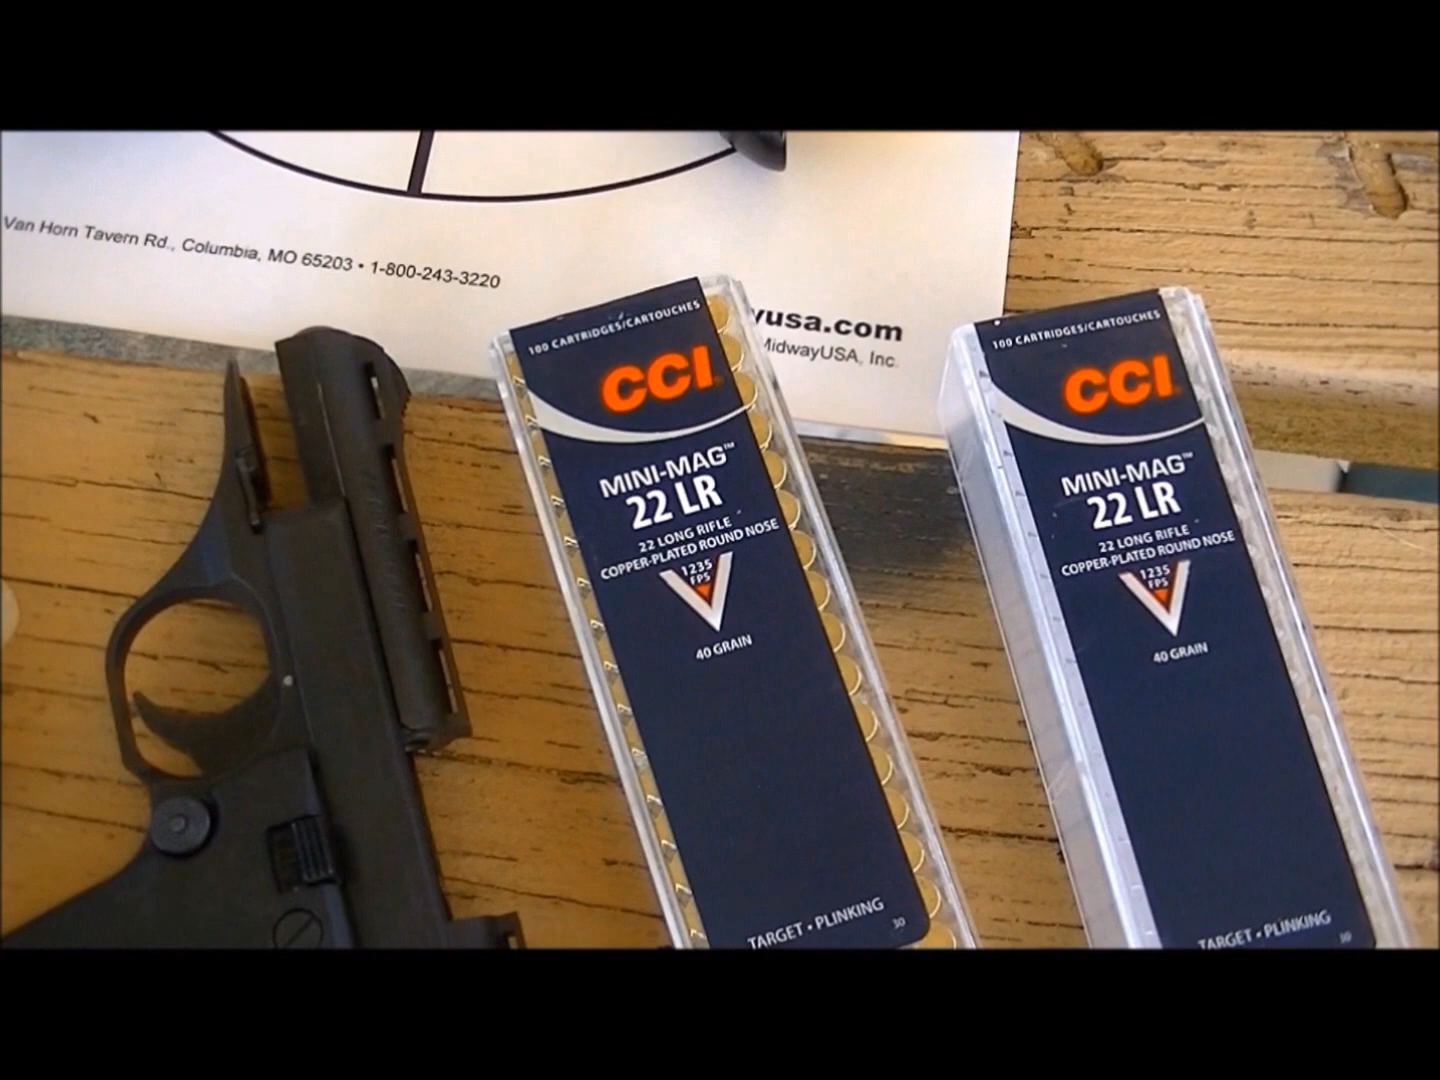 Van Horn Tavern Rd., Columbia, MO 65203 • 1-800-243-3220
yusa.com
MidwayUSA, Inc.
100 CARTRIDGES/CARTOUCHES
CCI
MINI-MAG™
22 LR
22 LONG RIFLE
COPPER-PLATED ROUND NOSE
1235
FPS
40 GRAIN
TARGET • PLINKING
30
100 CARTRIDGES/CARTOUCHES
CCI
MINI-MAG™
22 LR
22 LONG RIFLE
COPPER-PLATED ROUND NOSE
1235
FPS
40 GRAIN
TARGET • PLINKING
30